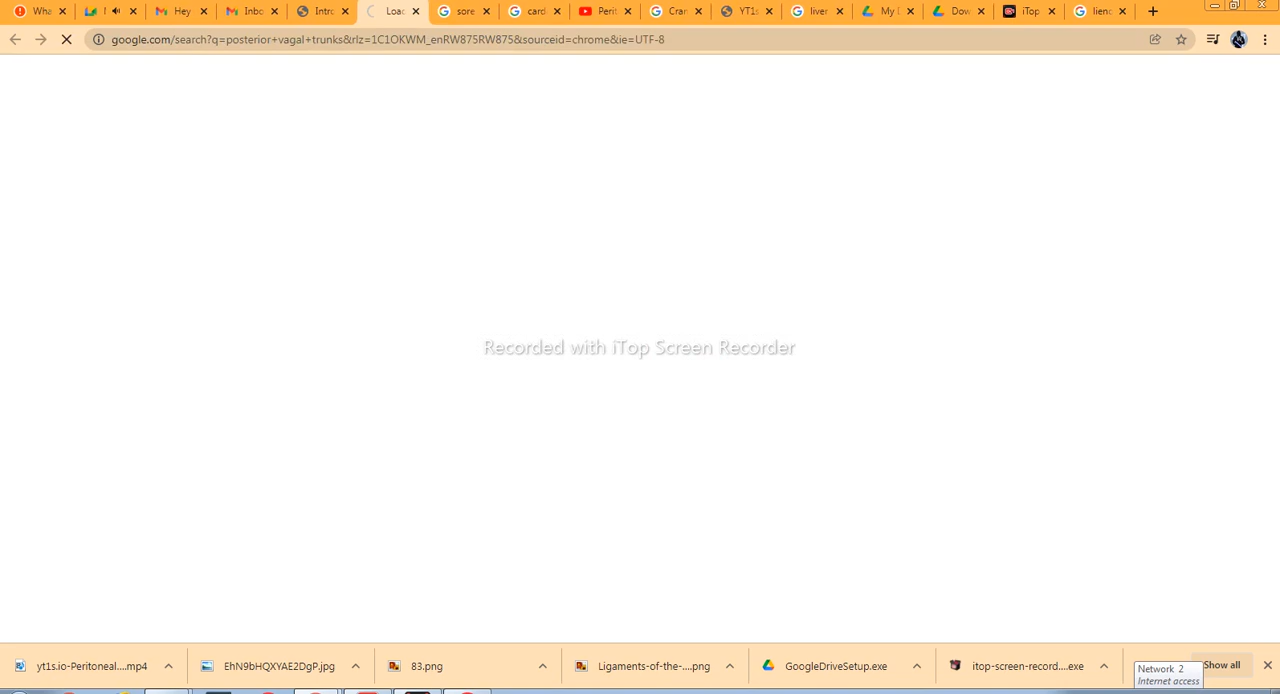 Wha
Hey
Inbo
Intro
Loac
sore
card
Perit
Cran
YT1s
liver
My D
Dow
iTop
lienc
google.com/search?q=posterior+vagal+trunks&rlz=1C1OKWM_enRW875RW875&sourceid=chrome&ie=UTF-8
Recorded with iTop Screen Recorder
yt1s.io-Peritoneal....mp4
EhN9bHQXYAE2DgP.jpg
83.png
Ligaments-of-the-....png
GoogleDriveSetup.exe
itop-screen-record....exe
Show all
Network 2
Internet access